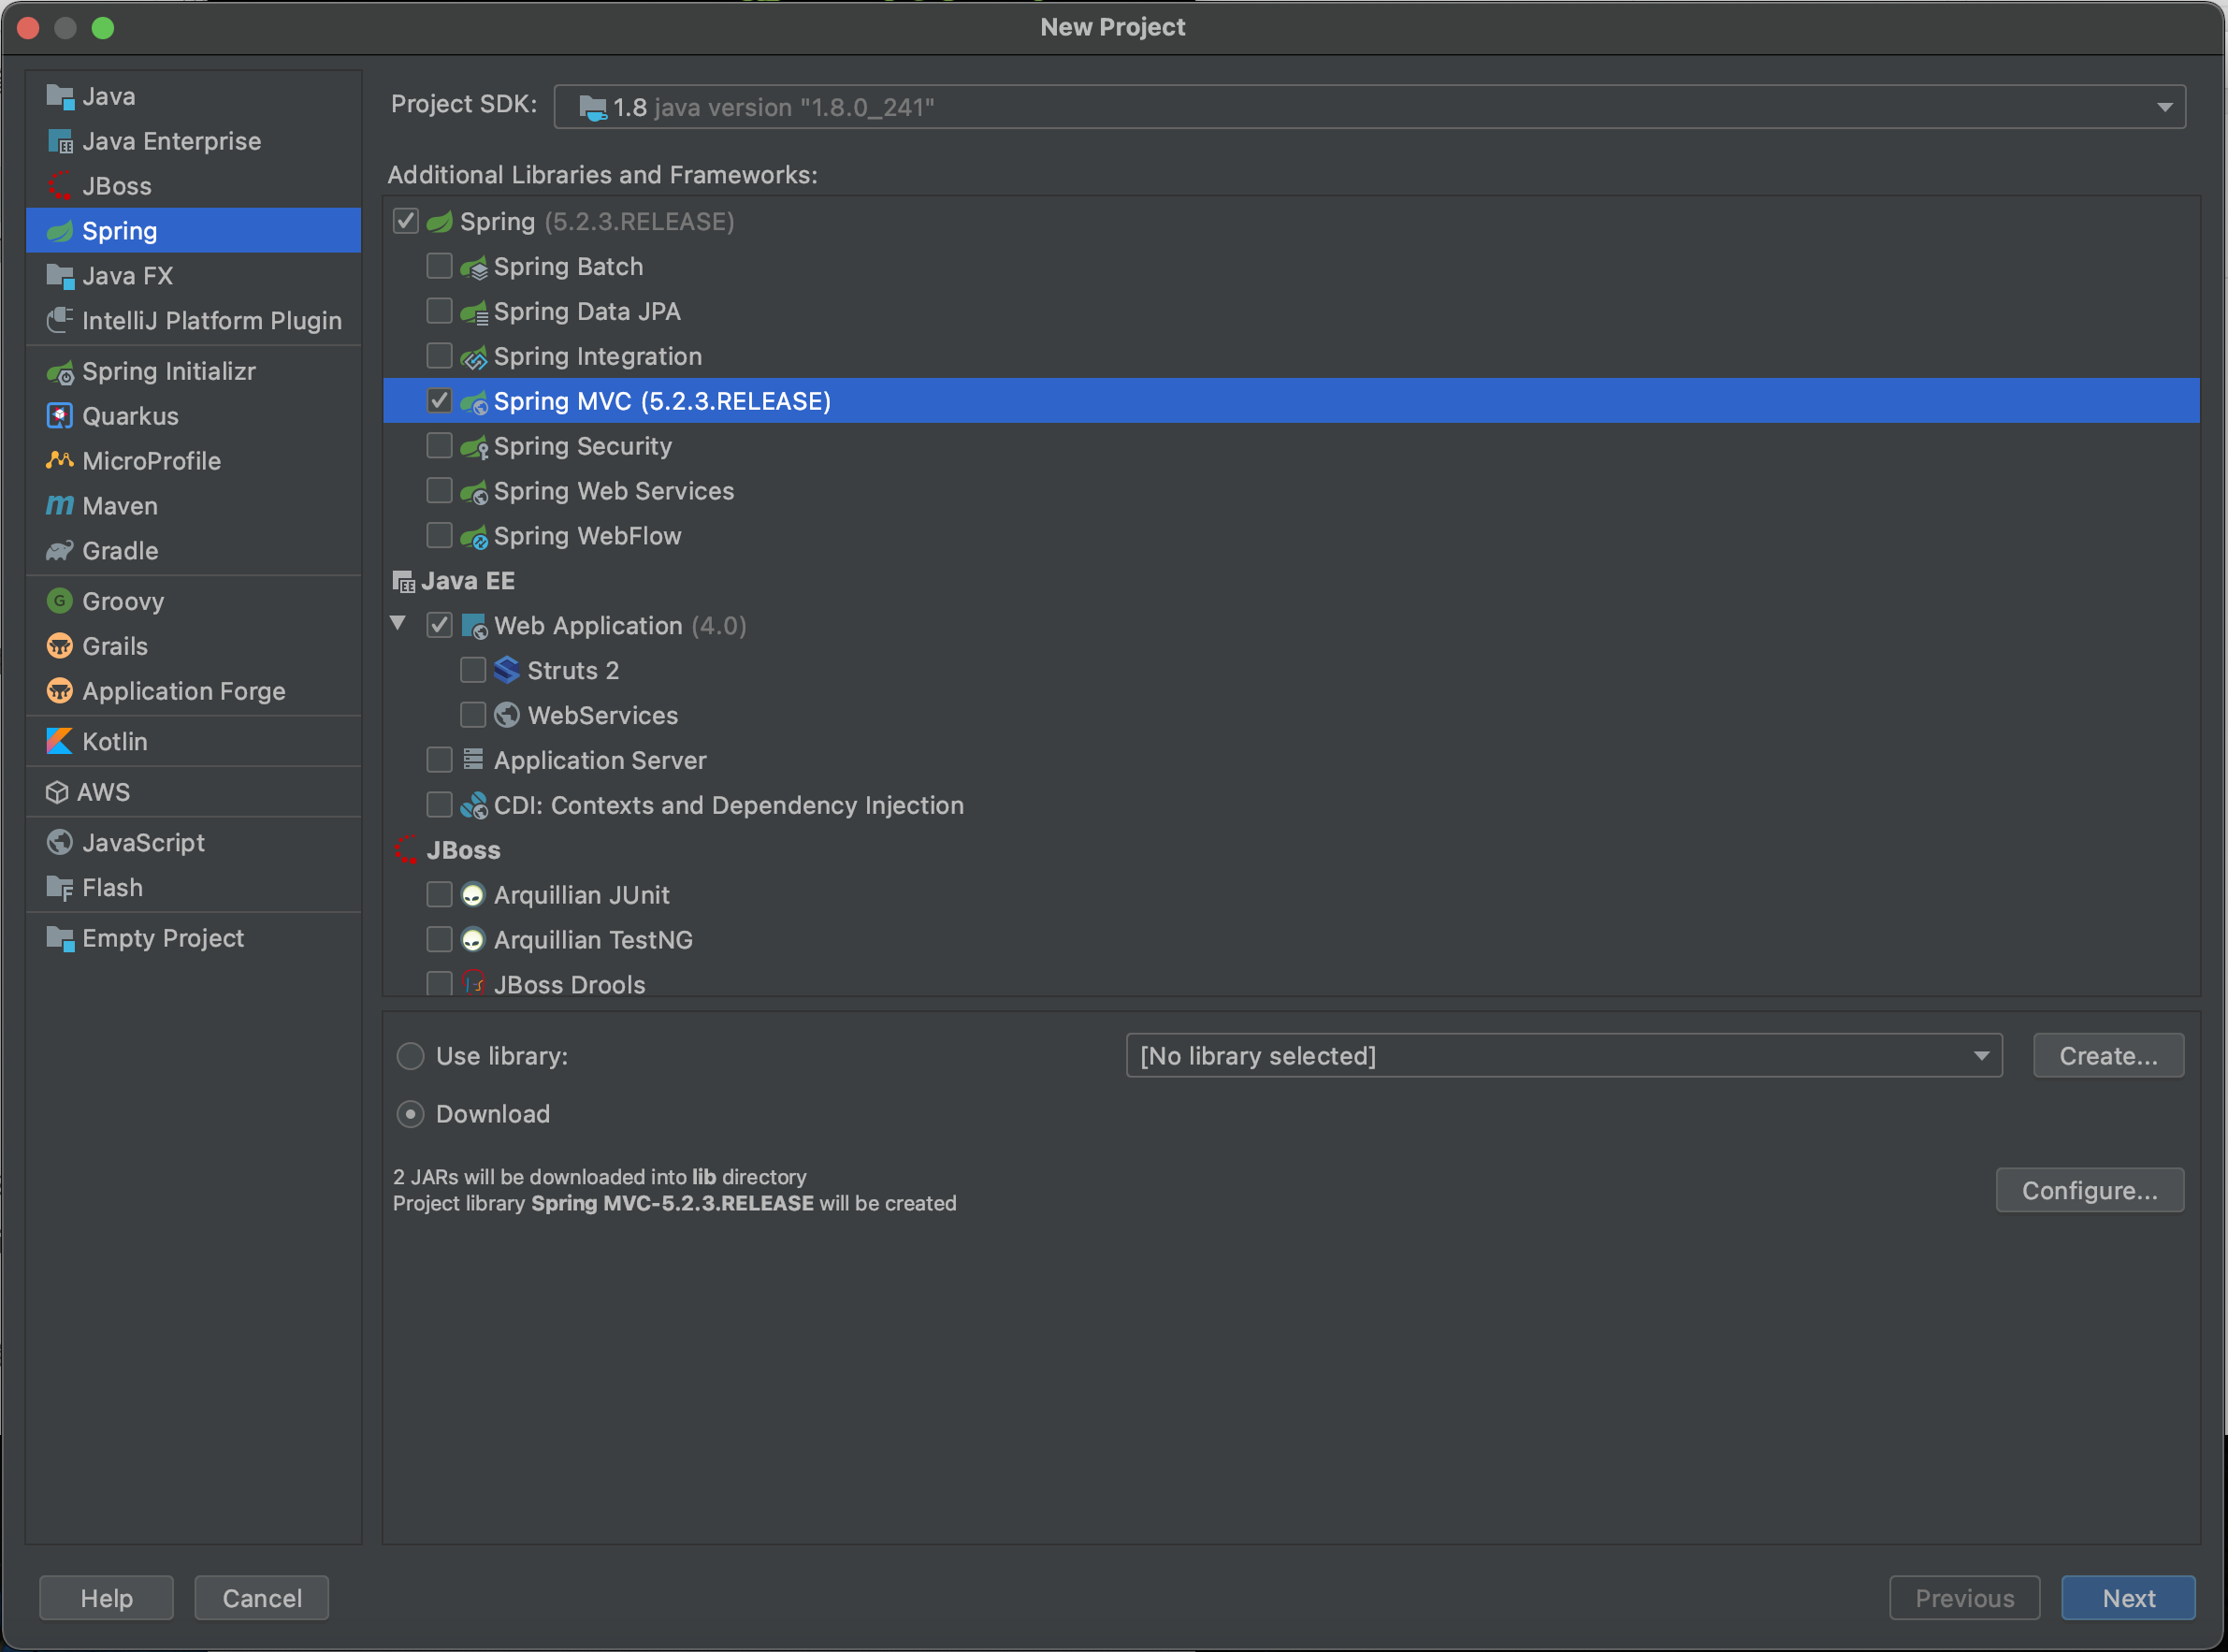 New Project
Java
Java Enterprise
JBoss
Spring
Java FX
IntelliJ Platform Plugin
Spring Initializr
Quarkus
MicroProfile
Maven
Gradle
Groovy
Grails
Application Forge
Kotlin
AWS
JavaScript
Flash
Empty Project
Project SDK: 1.8 java version "1.8.0_241"
Additional Libraries and Frameworks:
Spring (5.2.3.RELEASE)
Spring Batch
Spring Data JPA
Spring Integration
Spring MVC (5.2.3.RELEASE)
Spring Security
Spring Web Services
Spring WebFlow
Java EE
Web Application (4.0)
Struts 2
WebServices
Application Server
CDI: Contexts and Dependency Injection
JBoss
Arquillian JUnit
Arquillian TestNG
JBoss Drools
Use library: [No library selected] Create...
Download
2 JARs will be downloaded into lib directory
Project library Spring MVC-5.2.3.RELEASE will be created
Configure...
Help Cancel Previous Next